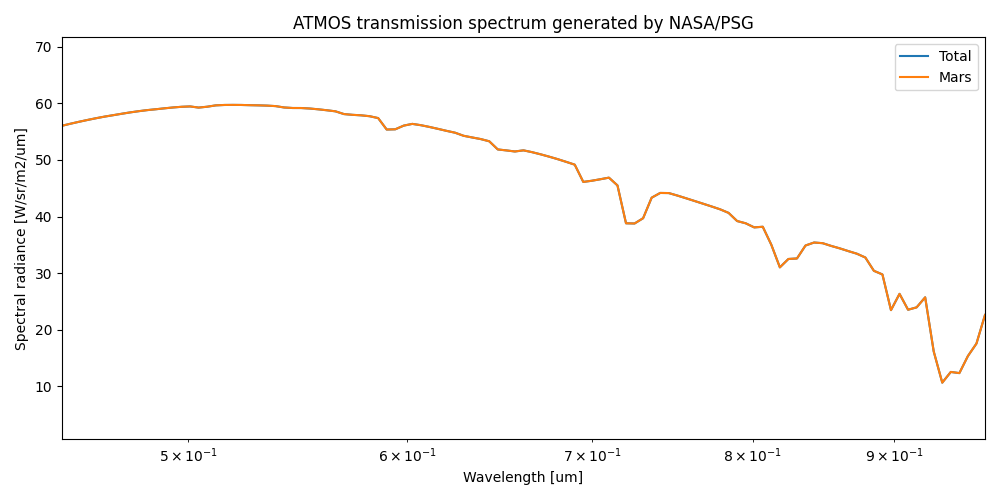 ATMOS transmission spectrum generated by NASA/PSG
Total
Mars
Spectral radiance [W/sr/m2/um]
70
60
50
40
30
20
10
5 × 10⁻¹
6 × 10⁻¹
7 × 10⁻¹
8 × 10⁻¹
9 × 10⁻¹
Wavelength [um]